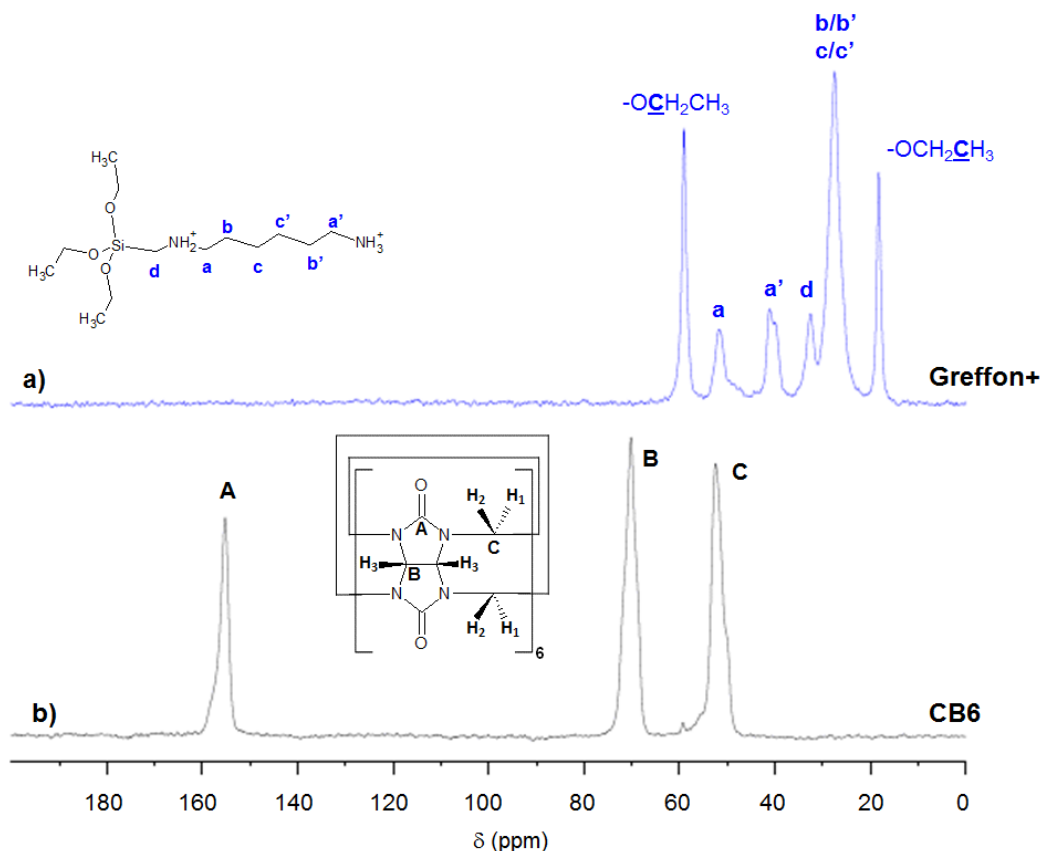 b/b’
c/c’
-OCH2CH3
-OCH2CH3
H3C
O
c’
a’
b
NH2+
NH3+
O
Si
d
a
c
b’
H3C
O
H3C
a
a’
d
a)
Greffon+
A
B
C
O
H2
H1
A
N
N
C
H3
H3
B
N
N
H2
H1
O
6
b)
CB6
180
160
140
120
100
80
60
40
20
0
δ (ppm)